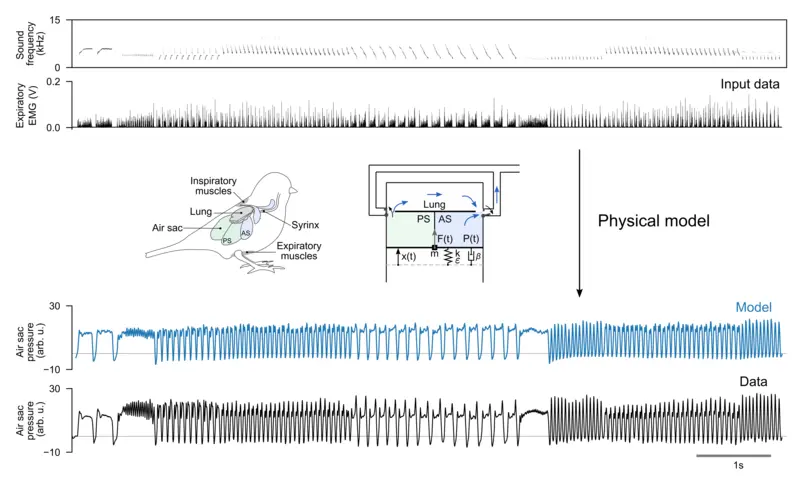 15
Sound
frequency
(kHz)
0
0.2
Input data
Expiratory
EMG (V)
0.0
Inspiratory
muscles
Lung
Air sac
AS
PS
Syrinx
Expiratory
muscles
Lung
PS AS
F(t) P(t)
x(t) m k
ε β
γ
Physical model
30
Model
Air sac
pressure
(arb. u.)
−10
30
Data
Air sac
pressure
(arb. u.)
−10
1s